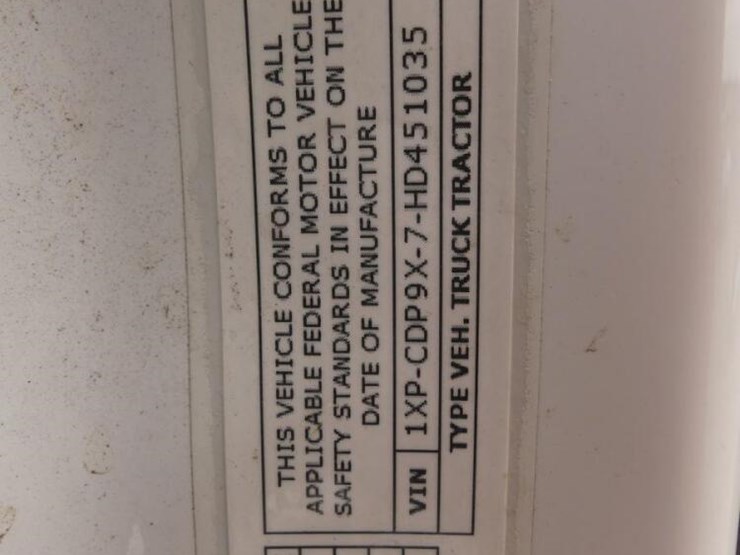 THIS VEHICLE CONFORMS TO ALL
APPLICABLE FEDERAL MOTOR VEHICLE
SAFETY STANDARDS IN EFFECT ON THE
DATE OF MANUFACTURE
VIN 1XP-CDP9X-7-HD451035
TYPE VEH. TRUCK TRACTOR